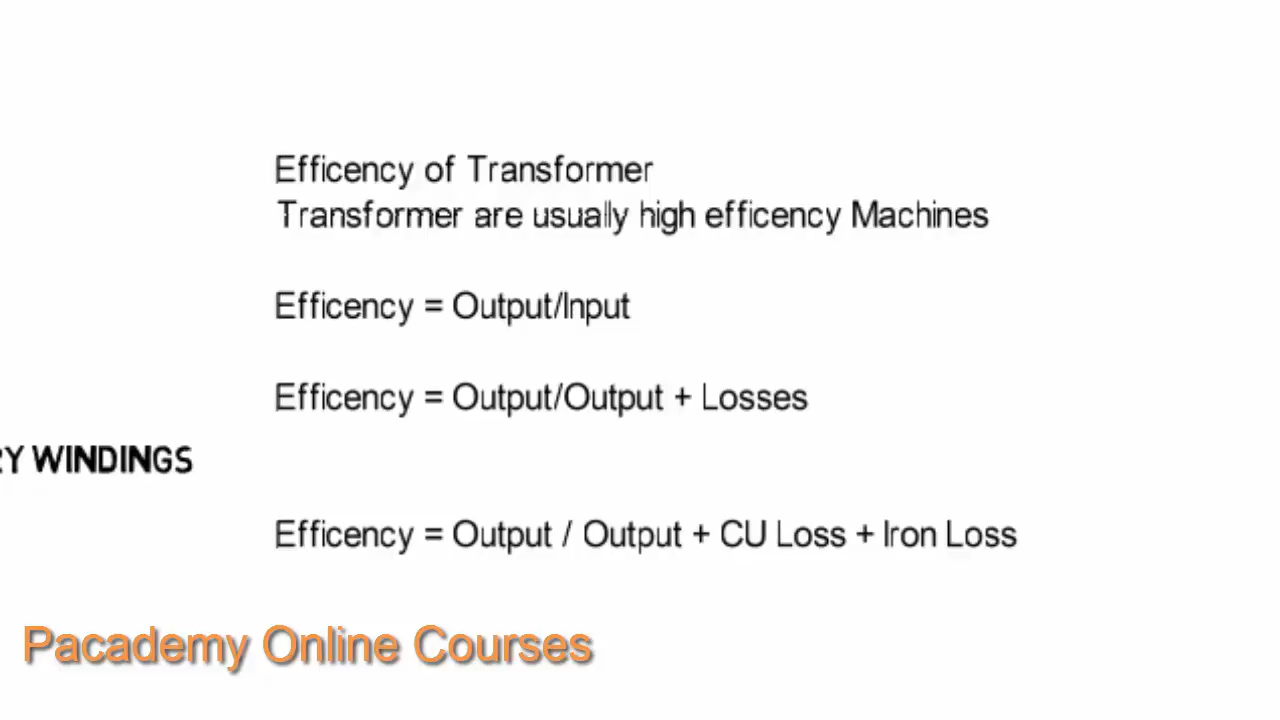 Efficency of Transformer
Transformer are usually high efficency Machines
Efficency = Output/Input
Efficency = Output/Output + Losses
RY WINDINGS
Efficency = Output / Output + CU Loss + Iron Loss
Pacademy Online Courses